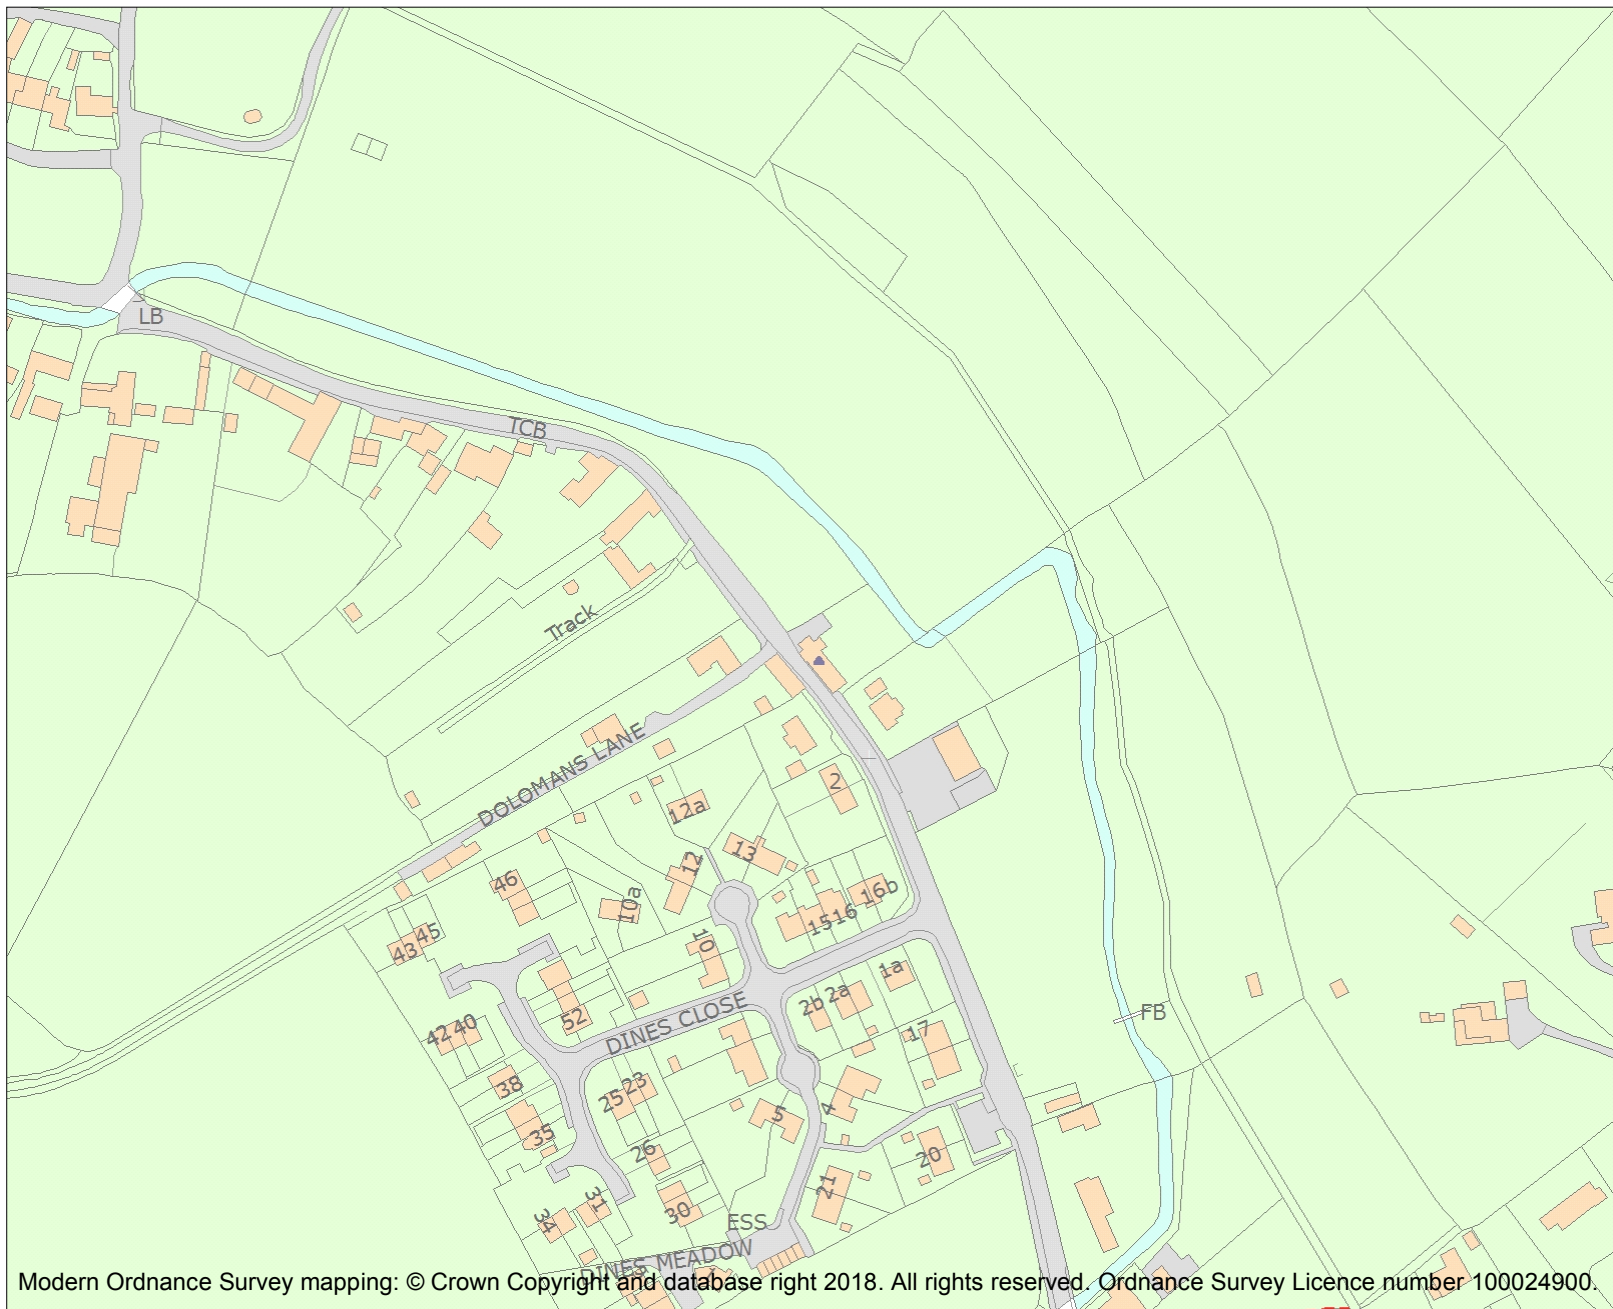 LB
TCB
Track
DOLOMANS LANE
2
12a
13
12
46
10a
16b
16
15
45
43
10
1a
2a
2b
DINES CLOSE
52
42
40
17
FB
38
23
25
4
5
35
26
20
21
31
30
34
ESS
DINES MEADOW
Modern Ordnance Survey mapping: © Crown Copyright and database right 2018. All rights reserved. Ordnance Survey Licence number 100024900.